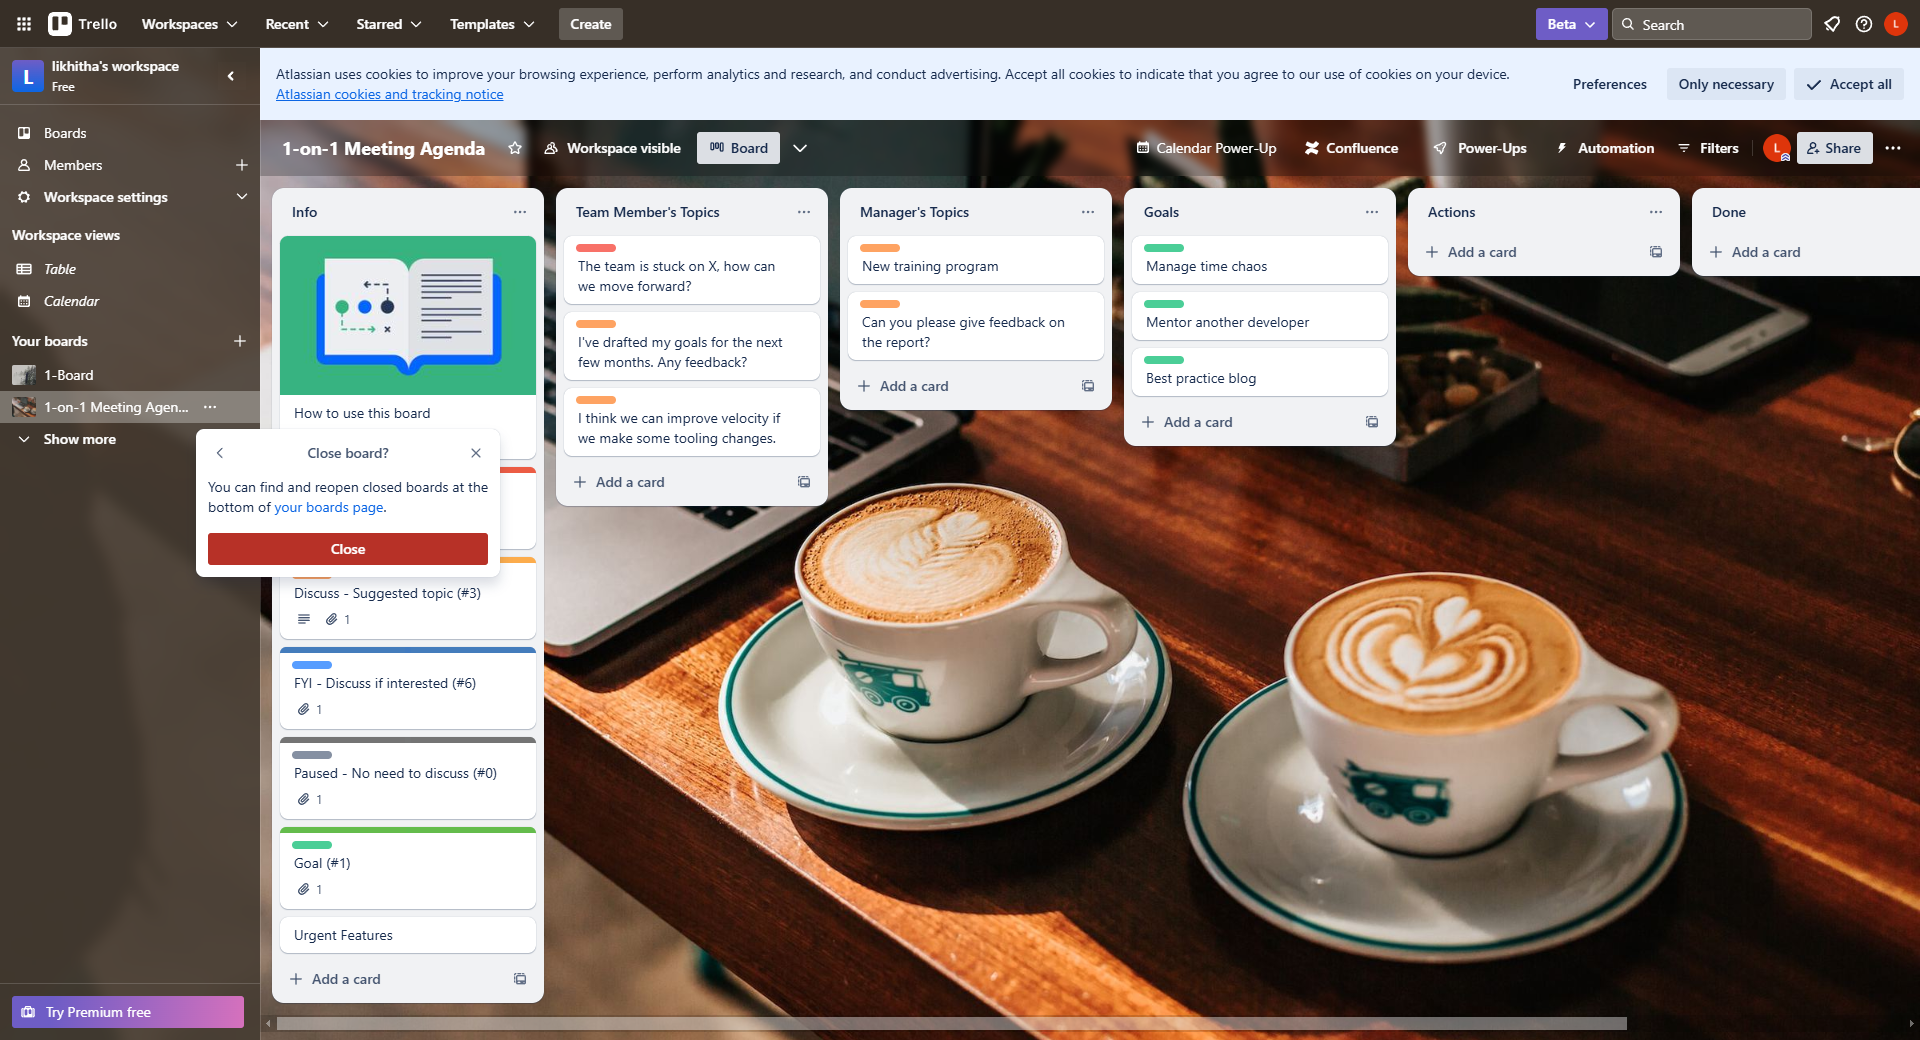 Trello
Workspaces
Recent
Starred
Templates
Create
Beta
Search
L
L
likhitha's workspace
Free
Atlassian uses cookies to improve your browsing experience, perform analytics and research, and conduct advertising. Accept all cookies to indicate that you agree to our use of cookies on your device.
Atlassian cookies and tracking notice
Preferences
Only necessary
Accept all
Boards
Members
Workspace settings
Workspace views
Table
Calendar
Your boards
1-Board
1-on-1 Meeting Agen...
Show more
Try Premium free
1-on-1 Meeting Agenda
Workspace visible
Board
Calendar Power-Up
Confluence
Power-Ups
Automation
Filters
L
Share
Close board?
You can find and reopen closed boards at the
bottom of your boards page.
Close
Info
How to use this board
Discuss - Suggested topic (#3)
1
FYI - Discuss if interested (#6)
1
Paused - No need to discuss (#0)
1
Goal (#1)
1
Urgent Features
Add a card
Team Member's Topics
The team is stuck on X, how can
we move forward?
I've drafted my goals for the next
few months. Any feedback?
I think we can improve velocity if
we make some tooling changes.
Add a card
Manager's Topics
New training program
Can you please give feedback on
the report?
Add a card
Goals
Manage time chaos
Mentor another developer
Best practice blog
Add a card
Actions
Add a card
Done
Add a card